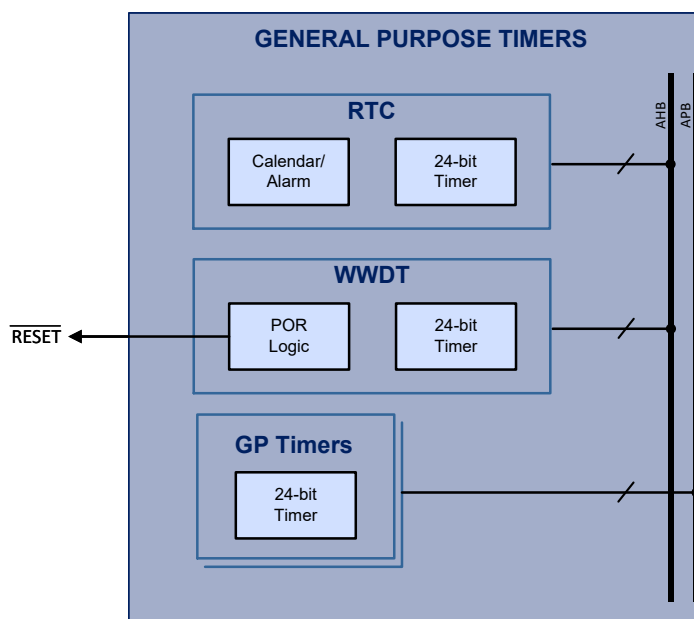 GENERAL PURPOSE TIMERS
RTC
Calendar/
Alarm
24-bit
Timer
AHB
APB
WWDT
RESET
POR
Logic
24-bit
Timer
GP Timers
24-bit
Timer